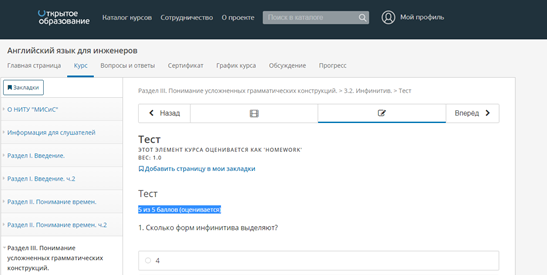 Открытое образование
Каталог курсов Сотрудничество О проекте Поиск в каталоге Мой профиль
Английский язык для инженеров
Главная страница Курс Вопросы и ответы Сертификат График курса Обсуждение Прогресс
Закладки
О НИТУ "МИСиС"
Информация для слушателей
Раздел I. Введение.
Раздел I. Введение. ч.2
Раздел II. Понимание времен.
Раздел II. Понимание времен. ч.2
Раздел III. Понимание
усложненных грамматических
конструкций.
Раздел III. Понимание усложненных грамматических конструкций. > 3.2. Инфинитив. > Тест
Назад Вперёд
Тест
ЭТОТ ЭЛЕМЕНТ КУРСА ОЦЕНИВАЕТСЯ КАК 'HOMEWORK'
ВЕС: 1.0
Добавить страницу в мои закладки
Тест
5 из 5 баллов (оценивается)
1. Сколько форм инфинитива выделяют?
4